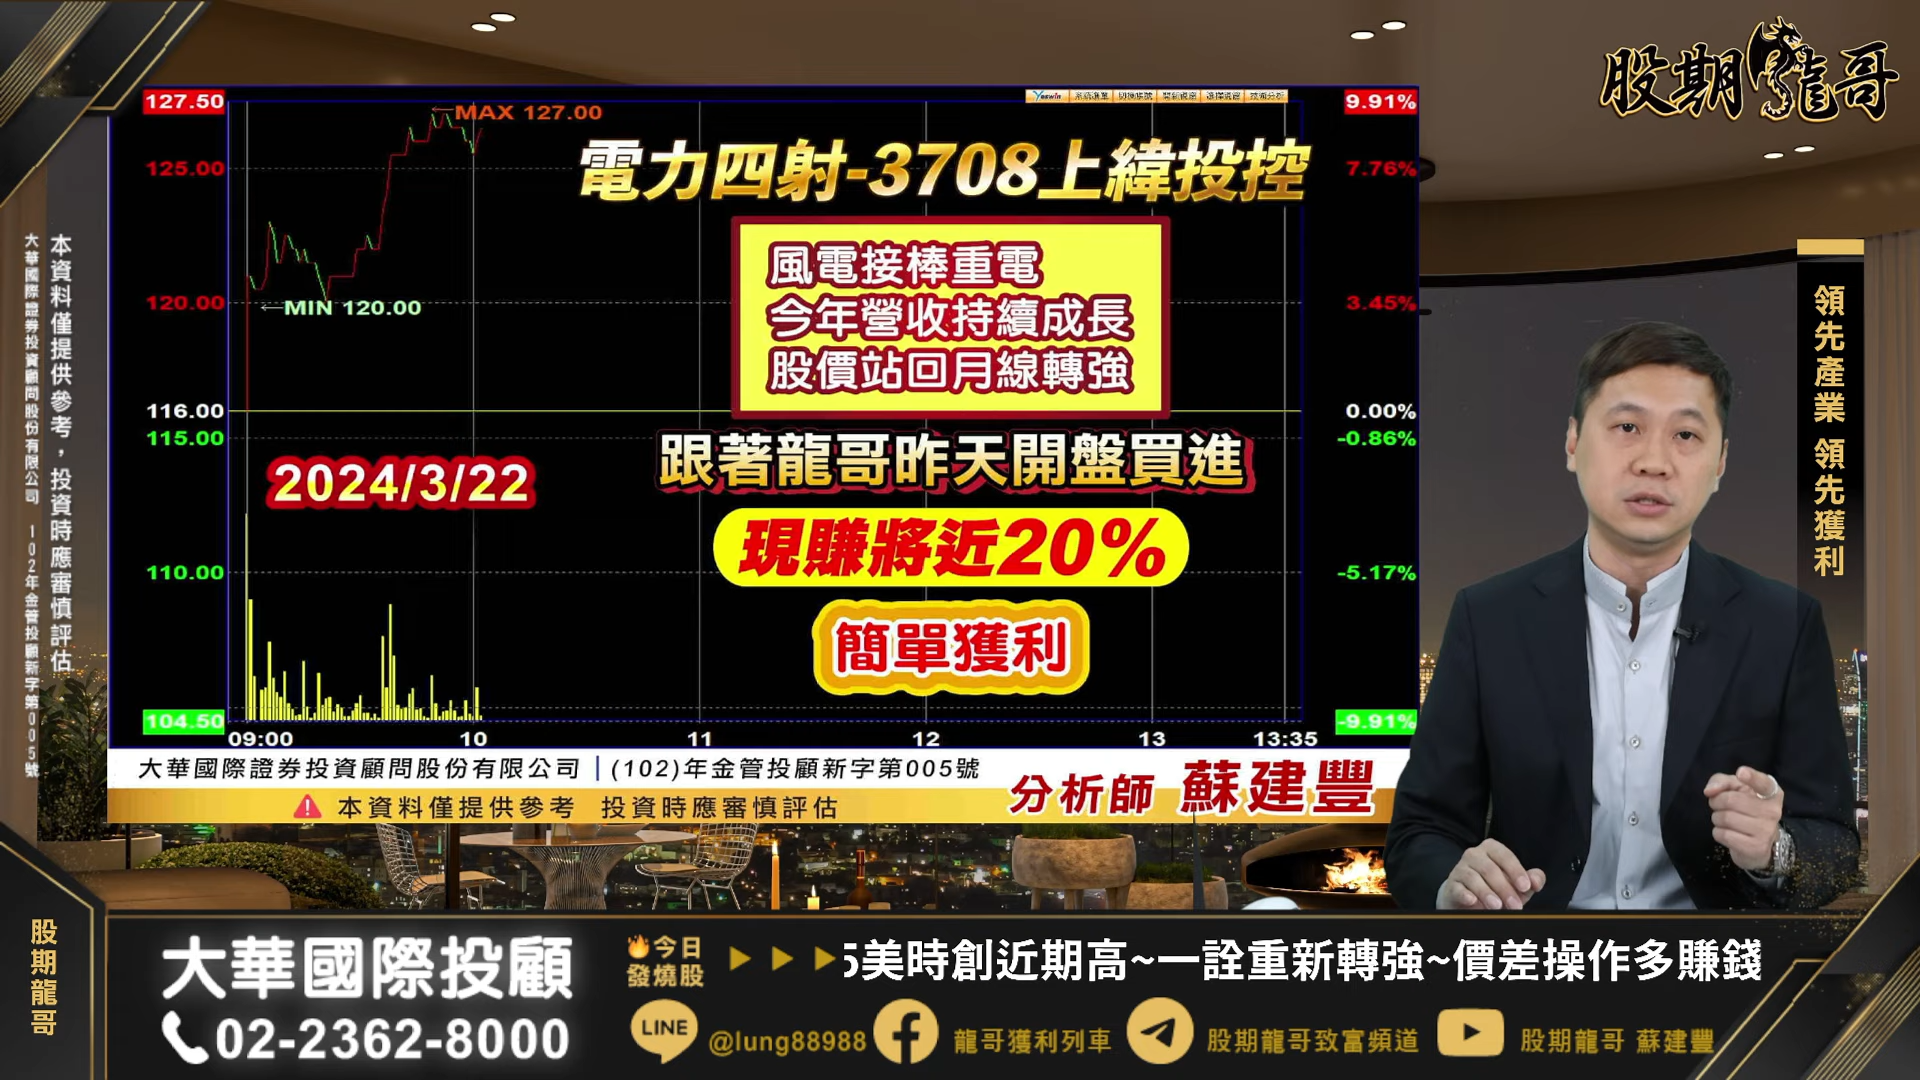 股期龍哥
127.50
125.00
120.00
116.00
115.00
110.00
104.50
9.91%
7.76%
3.45%
0.00%
-0.86%
-5.17%
-9.91%
←MAX 127.00
←MIN 120.00
電力四射-3708上緯投控
風電接棒重電
今年營收持續成長
股價站回月線轉強
跟著龍哥昨天開盤買進
現賺將近20%
簡單獲利
2024/3/22
09:00 10 11 12 13 13:35
大華國際證券投資顧問股份有限公司｜(102)年金管投顧新字第005號
本資料僅提供參考 投資時應審慎評估
分析師 蘇建豐
本資料僅提供參考，投資時應審慎評估
大華國際證券投資顧問股份有限公司 102年金管投顧新字第005號
領先產業 領先獲利
股期龍哥
大華國際投顧
02-2362-8000
今日
發燒股
5美時創近期高~一詮重新轉強~價差操作多賺錢
LINE @lung88988
龍哥獲利列車
股期龍哥致富頻道
股期龍哥 蘇建豐